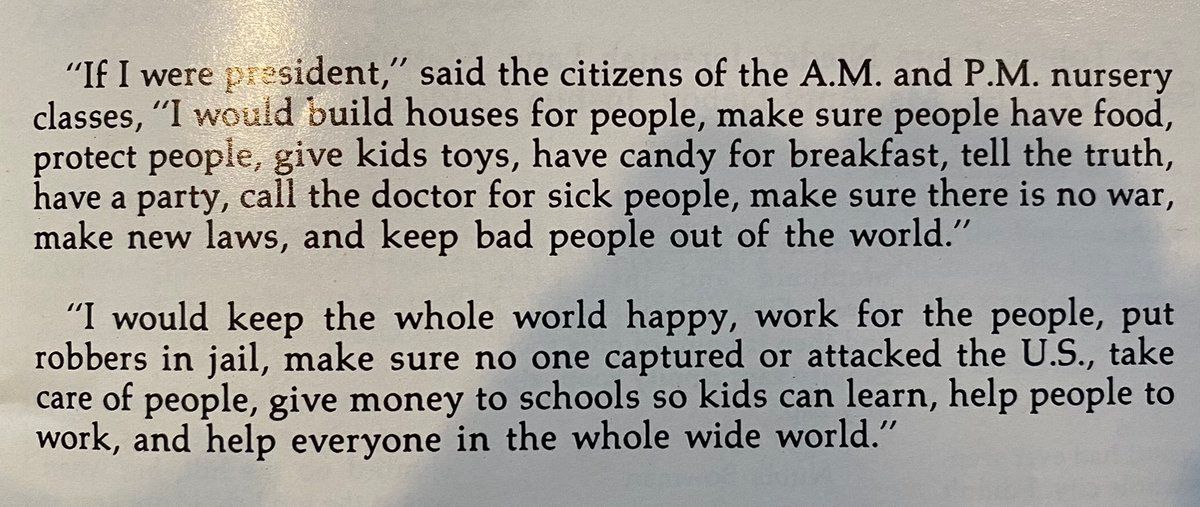 “If I were president,” said the citizens of the A.M. and P.M. nursery
classes, “I would build houses for people, make sure people have food,
protect people, give kids toys, have candy for breakfast, tell the truth,
have a party, call the doctor for sick people, make sure there is no war,
make new laws, and keep bad people out of the world.”
“I would keep the whole world happy, work for the people, put
robbers in jail, make sure no one captured or attacked the U.S., take
care of people, give money to schools so kids can learn, help people to
work, and help everyone in the whole wide world.”